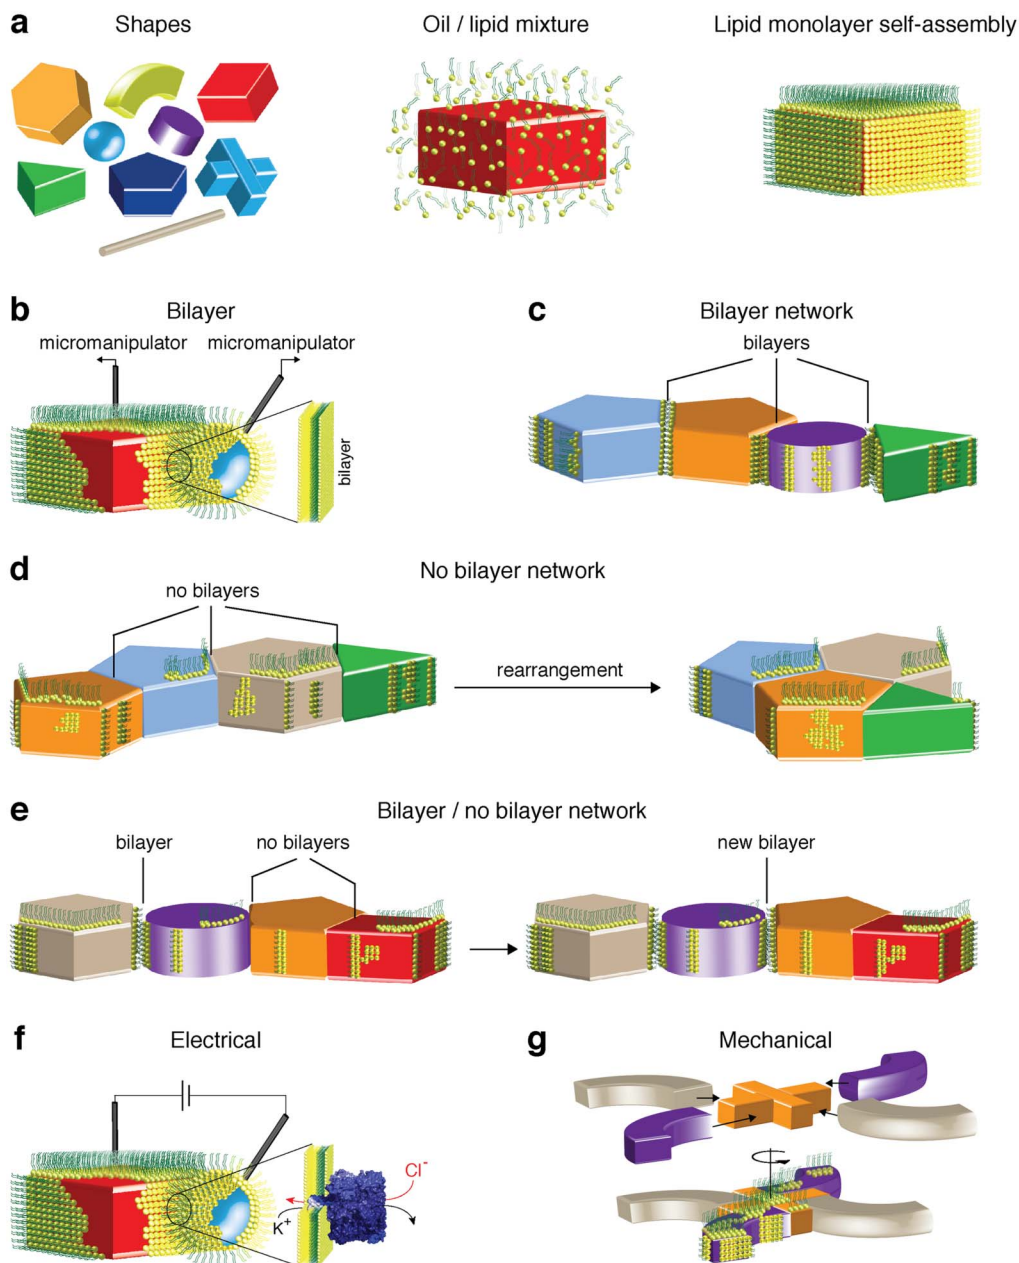 a
Shapes
Oil / lipid mixture
Lipid monolayer self-assembly
b
Bilayer
micromanipulator
micromanipulator
bilayer
c
Bilayer network
bilayers
d
No bilayer network
no bilayers
rearrangement
e
Bilayer / no bilayer network
bilayer
no bilayers
new bilayer
f
Electrical
Cl⁻
K⁺
g
Mechanical